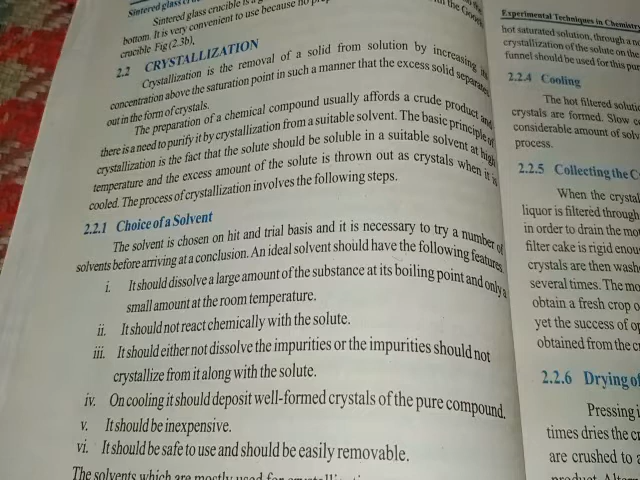 Sintered glass
Sintered glass crucible is a
bottom. It is very convenient to use because no
crucible Fig (2.3b),
2.2 CRYSTALLIZATION
Crystallization is the removal of a solid from solution by increasing its
concentration above the saturation point in such a manner that the excess solid separates
out in the form of crystals.
The preparation of a chemical compound usually affords a crude product and
there is a need to purify it by crystallization from a suitable solvent. The basic principle of
crystallization is the fact that the solute should be soluble in a suitable solvent at high
temperature and the excess amount of the solute is thrown out as crystals when it is
cooled. The process of crystallization involves the following steps.
2.2.1 Choice of a Solvent
The solvent is chosen on hit and trial basis and it is necessary to try a number of
solvents before arriving at a conclusion. An ideal solvent should have the following features.
i. It should dissolve a large amount of the substance at its boiling point and only a
small amount at the room temperature.
ii. It should not react chemically with the solute.
iii. It should either not dissolve the impurities or the impurities should not
crystallize from it along with the solute.
iv. On cooling it should deposit well-formed crystals of the pure compound.
v. It should be inexpensive.
vi. It should be safe to use and should be easily removable.
The solvents which are mostly used for
Experimental Techniques in Chemistry
hot saturated solution, through a
crystallization of the solute on the
funnel should be used for this pur
2.2.4 Cooling
The hot filtered solut
crystals are formed. Slow
considerable amount of solv
process.
2.2.5 Collecting the C
When the crystal
liquor is filtered through
in order to drain the mo
filter cake is rigid enou
crystals are then wash
several times. The mo
obtain a fresh crop o
yet the success of op
obtained from the cr
2.2.6 Drying of
Pressing i
times dries the cr
are crushed to a
product